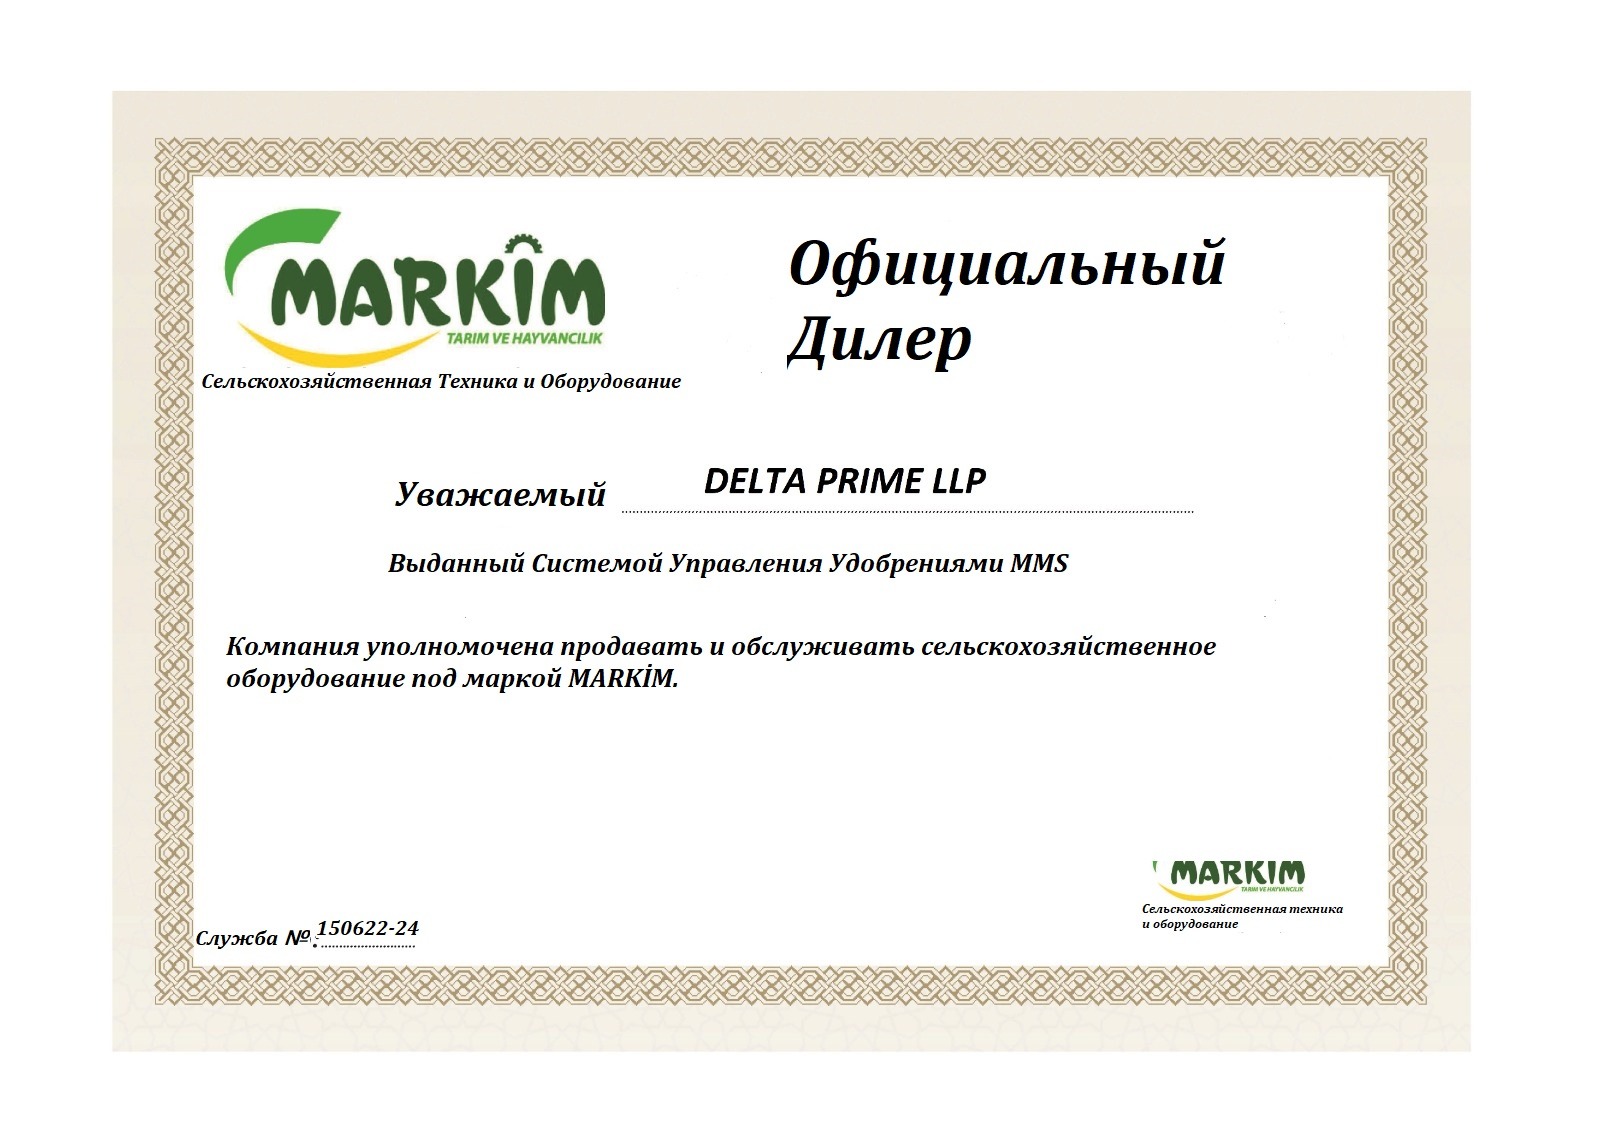 MARKİM
TARIM VE HAYVANCILIK
Сельскохозяйственная Техника и Оборудование
Официальный
Дилер
Уважаемый DELTA PRIME LLP
Выданный Системой Управления Удобрениями MMS
Компания уполномочена продавать и обслуживать сельскохозяйственное
оборудование под маркой MARKİM.
Служба №: 150622-24
MARKIM
TARIM VE HAYVANCILIK
Сельскохозяйственная техника
и оборудование